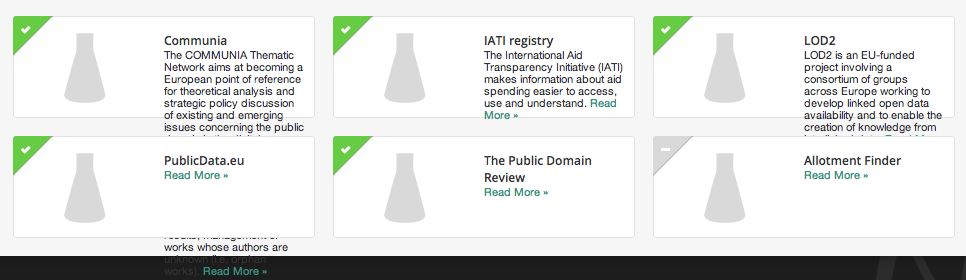 Communia
The COMMUNIA Thematic
Network aims at becoming a
European point of reference
for theoretical analysis and
strategic policy discussion
of existing and emerging
issues concerning the public
IATI registry
The International Aid
Transparency Initiative (IATI)
makes information about aid
spending easier to access,
use and understand. Read
More »
LOD2
LOD2 is an EU-funded
project involving a
consortium of groups
across Europe working to
develop linked open data
availability and to enable the
creation of knowledge from
PublicData.eu
Read More »
The Public Domain
Review
Read More »
Allotment Finder
Read More »
works whose authors are
unknown (i.e. orphan
works). Read More »